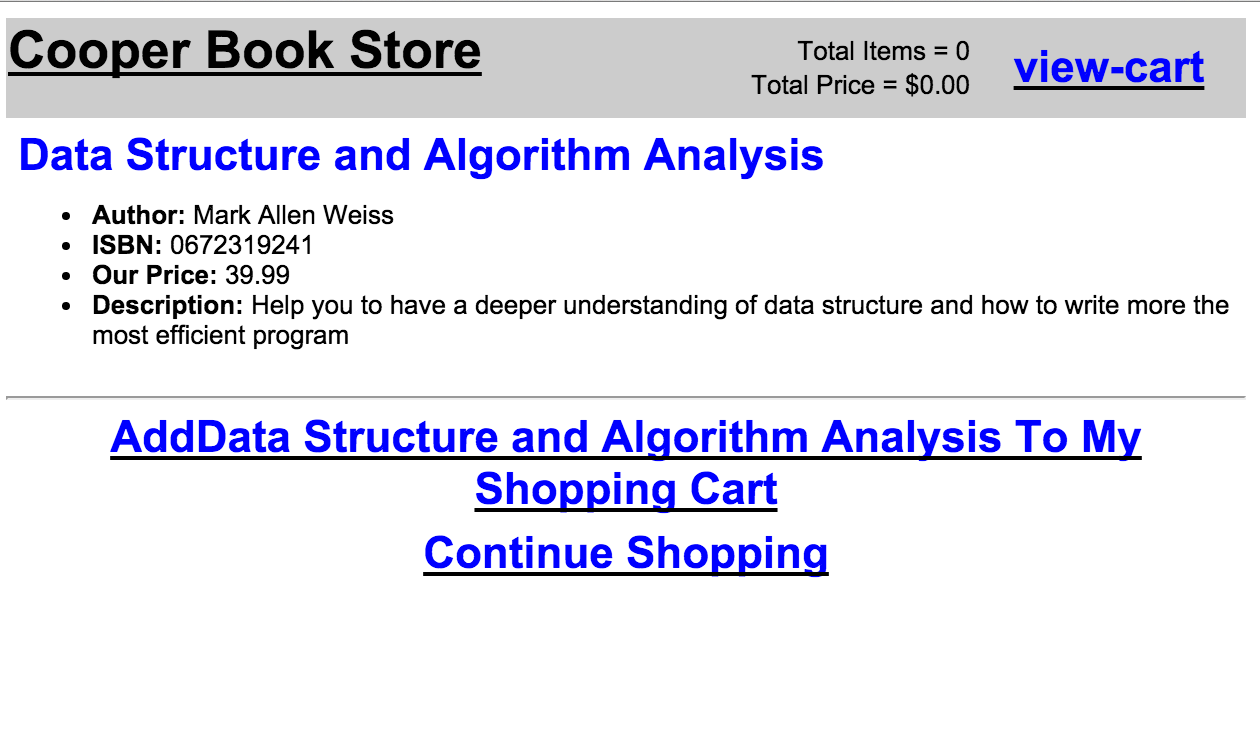 Cooper Book Store
Total Items = 0
Total Price = $0.00
view-cart
Data Structure and Algorithm Analysis
• Author: Mark Allen Weiss
• ISBN: 0672319241
• Our Price: 39.99
• Description: Help you to have a deeper understanding of data structure and how to write more the
most efficient program
AddData Structure and Algorithm Analysis To My
Shopping Cart
Continue Shopping